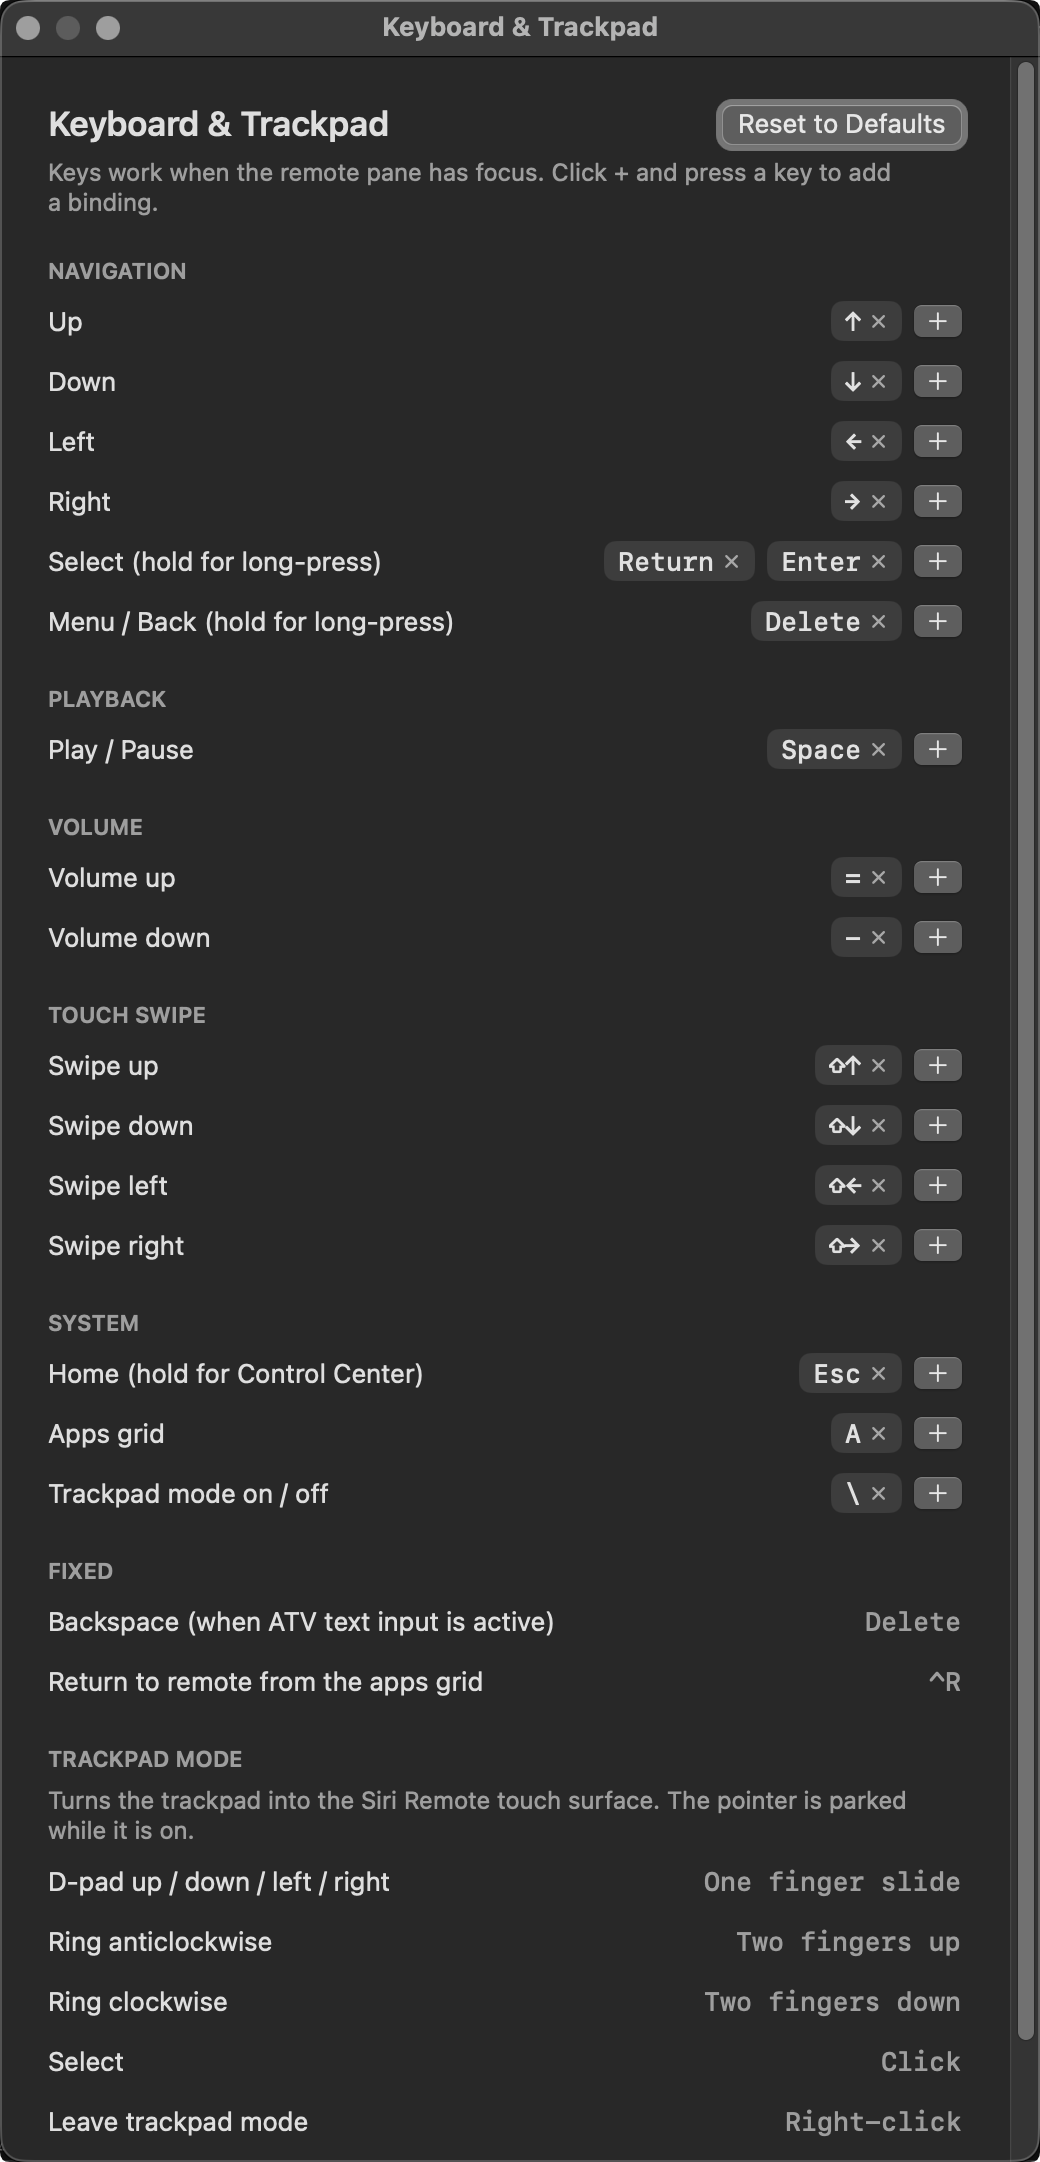 Keyboard & Trackpad
Keyboard & Trackpad
Reset to Defaults
Keys work when the remote pane has focus. Click + and press a key to add
a binding.
NAVIGATION
Up ↑ × +
Down ↓ × +
Left ← × +
Right → × +
Select (hold for long-press) Return × Enter × +
Menu / Back (hold for long-press) Delete × +
PLAYBACK
Play / Pause Space × +
VOLUME
Volume up = × +
Volume down – × +
TOUCH SWIPE
Swipe up ⇧↑ × +
Swipe down ⇧↓ × +
Swipe left ⇧← × +
Swipe right ⇧→ × +
SYSTEM
Home (hold for Control Center) Esc × +
Apps grid A × +
Trackpad mode on / off \ × +
FIXED
Backspace (when ATV text input is active) Delete
Return to remote from the apps grid ^R
TRACKPAD MODE
Turns the trackpad into the Siri Remote touch surface. The pointer is parked
while it is on.
D-pad up / down / left / right One finger slide
Ring anticlockwise Two fingers up
Ring clockwise Two fingers down
Select Click
Leave trackpad mode Right-click